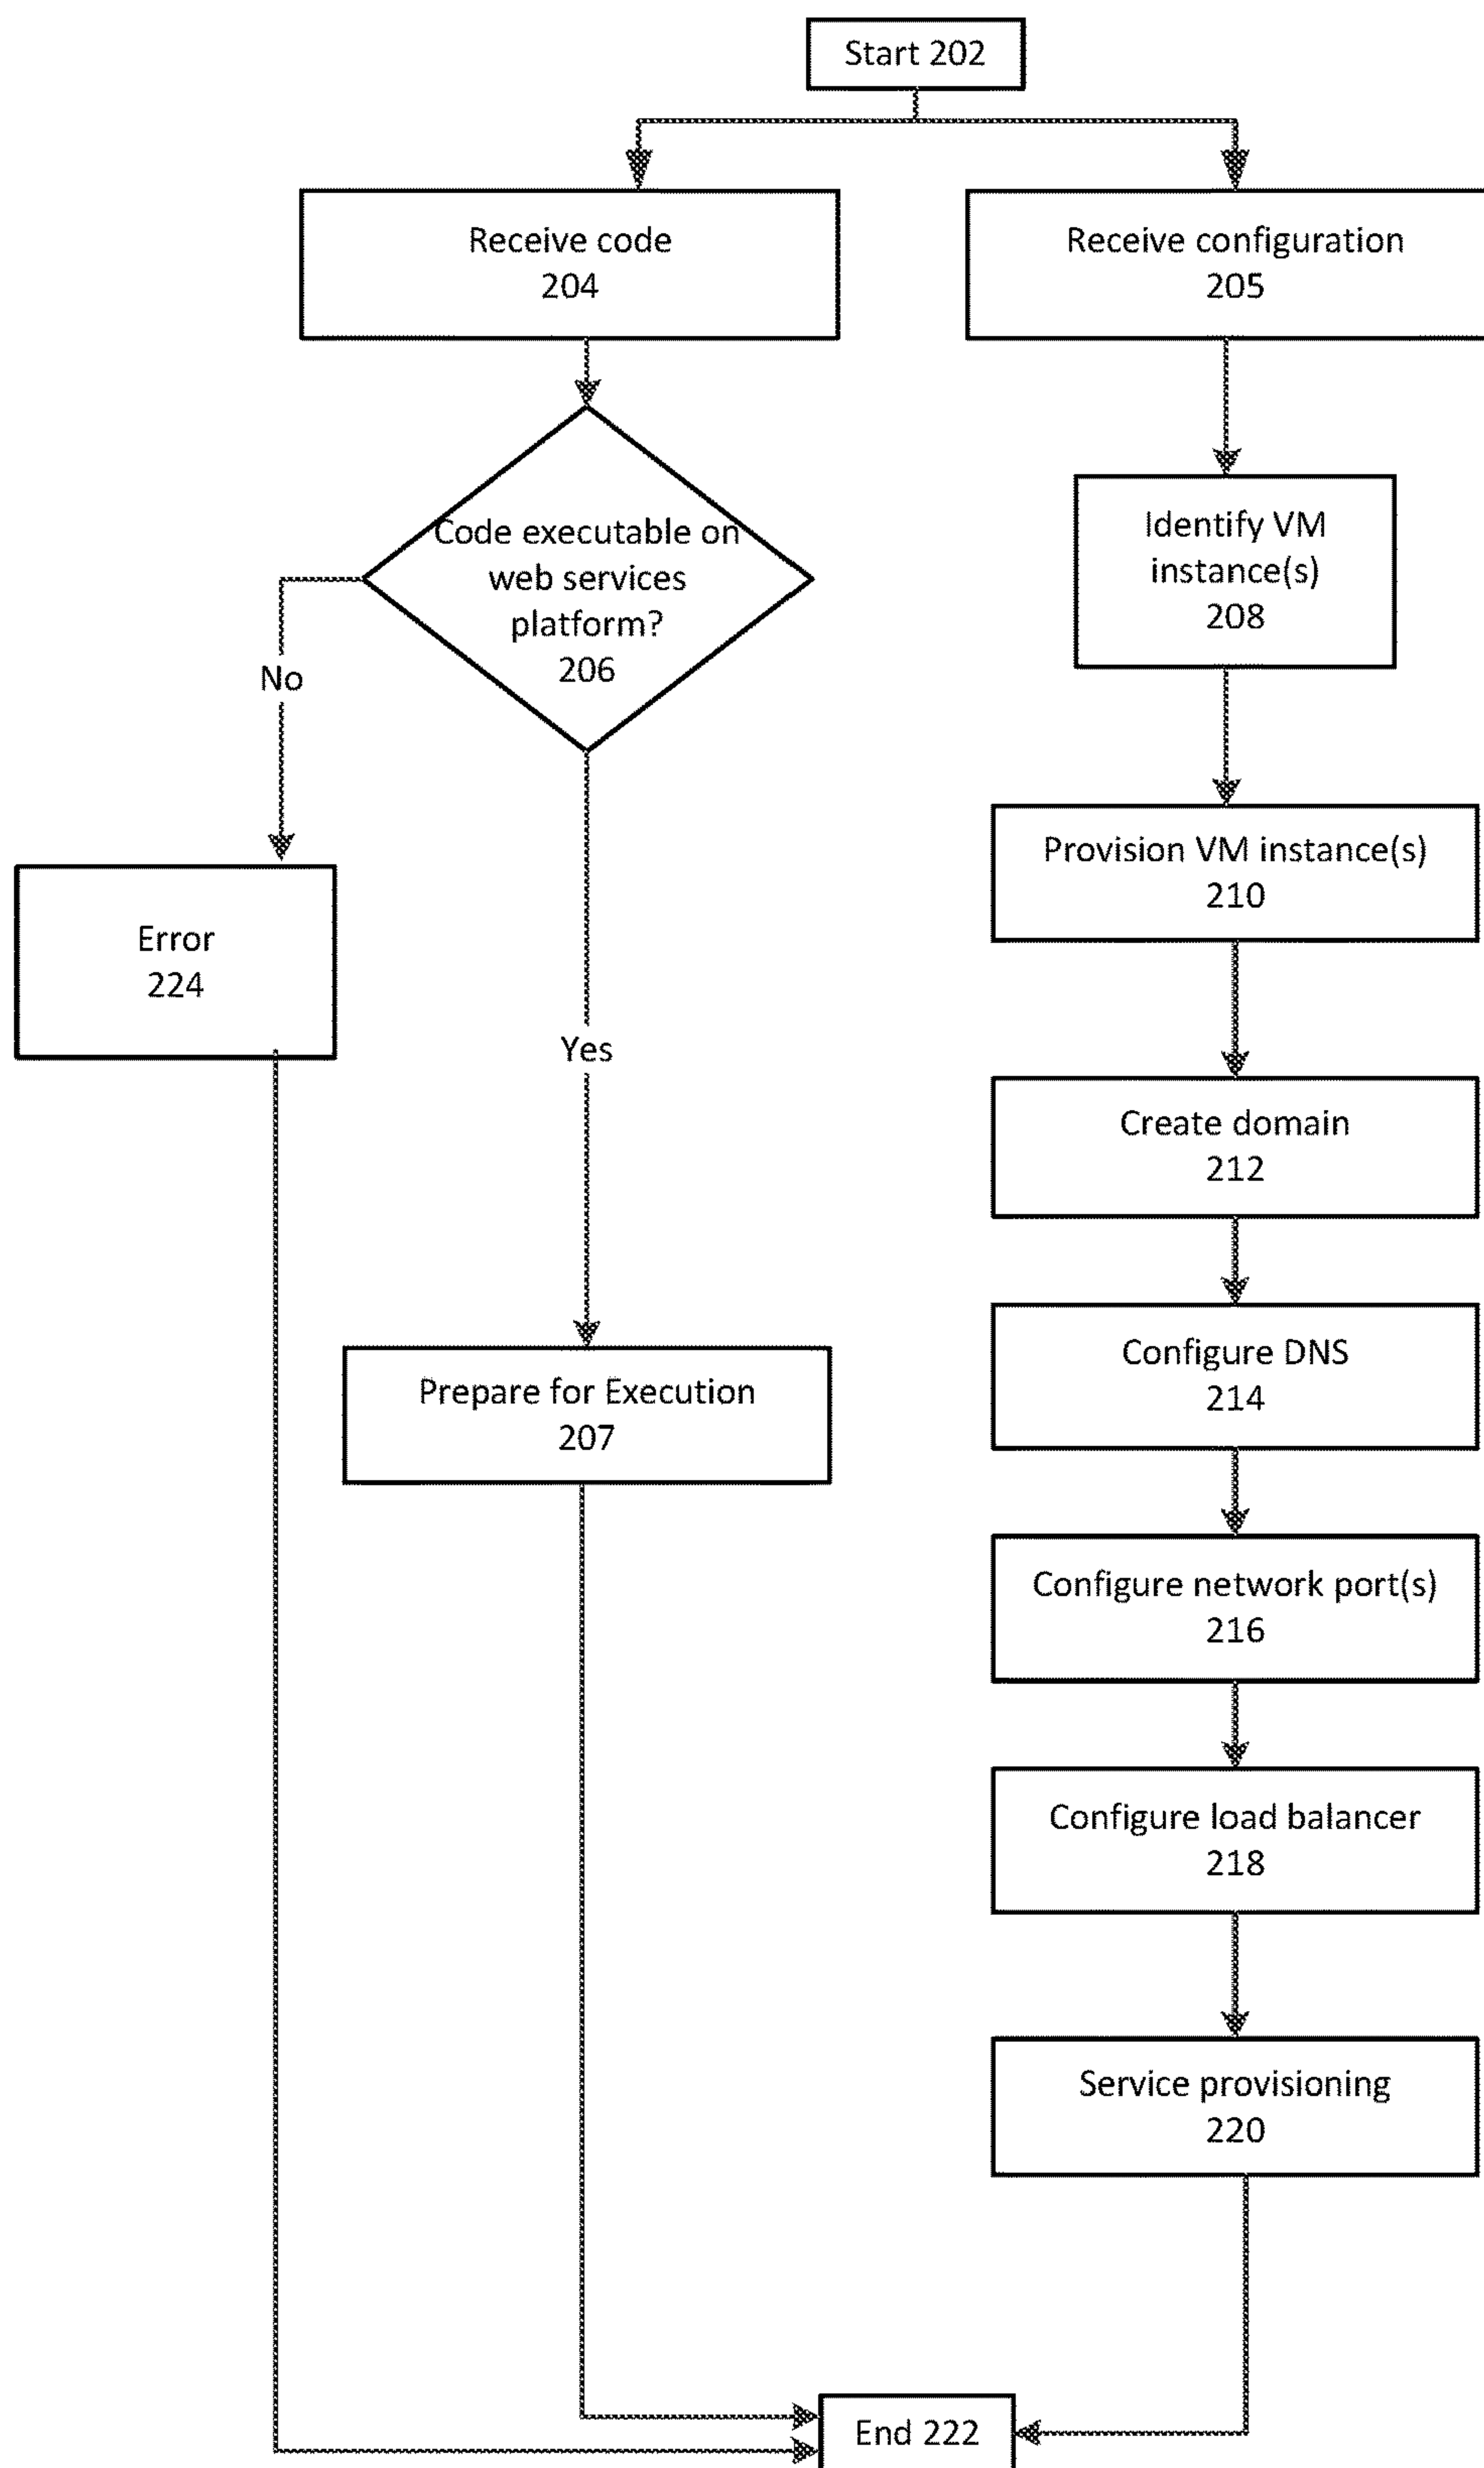 Start 202
Receive code
204
Receive configuration
205
Code executable on
web services
platform?
206
Identify VM
instance(s)
208
No
Provision VM instance(s)
210
Error
224
Yes
Create domain
212
Configure DNS
214
Prepare for Execution
207
Configure network port(s)
216
Configure load balancer
218
Service provisioning
220
End 222